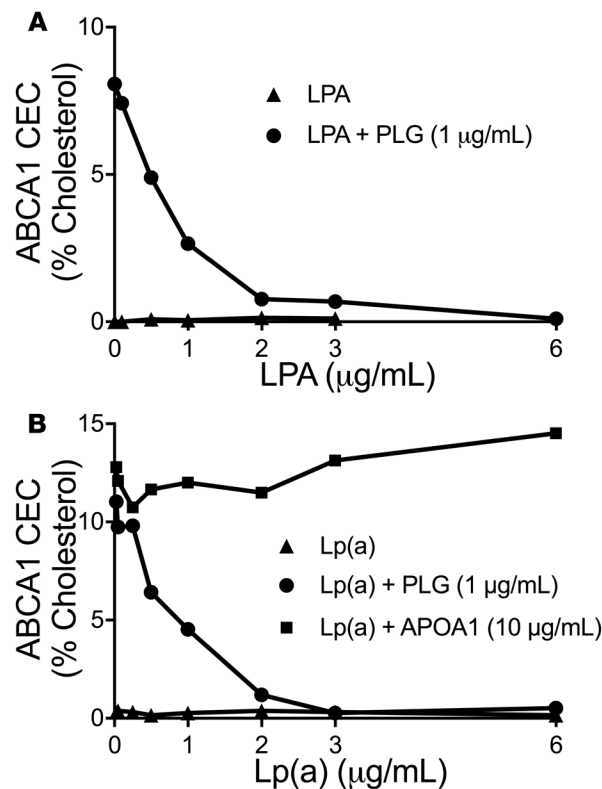 A
ABCA1 CEC
(% Cholesterol)
10
5
0
LPA
LPA + PLG (1 μg/mL)
0 1 2 3 6
LPA (μg/mL)
B
ABCA1 CEC
(% Cholesterol)
15
10
5
0
Lp(a)
Lp(a) + PLG (1 µg/mL)
Lp(a) + APOA1 (10 µg/mL)
0 1 2 3 6
Lp(a) (μg/mL)